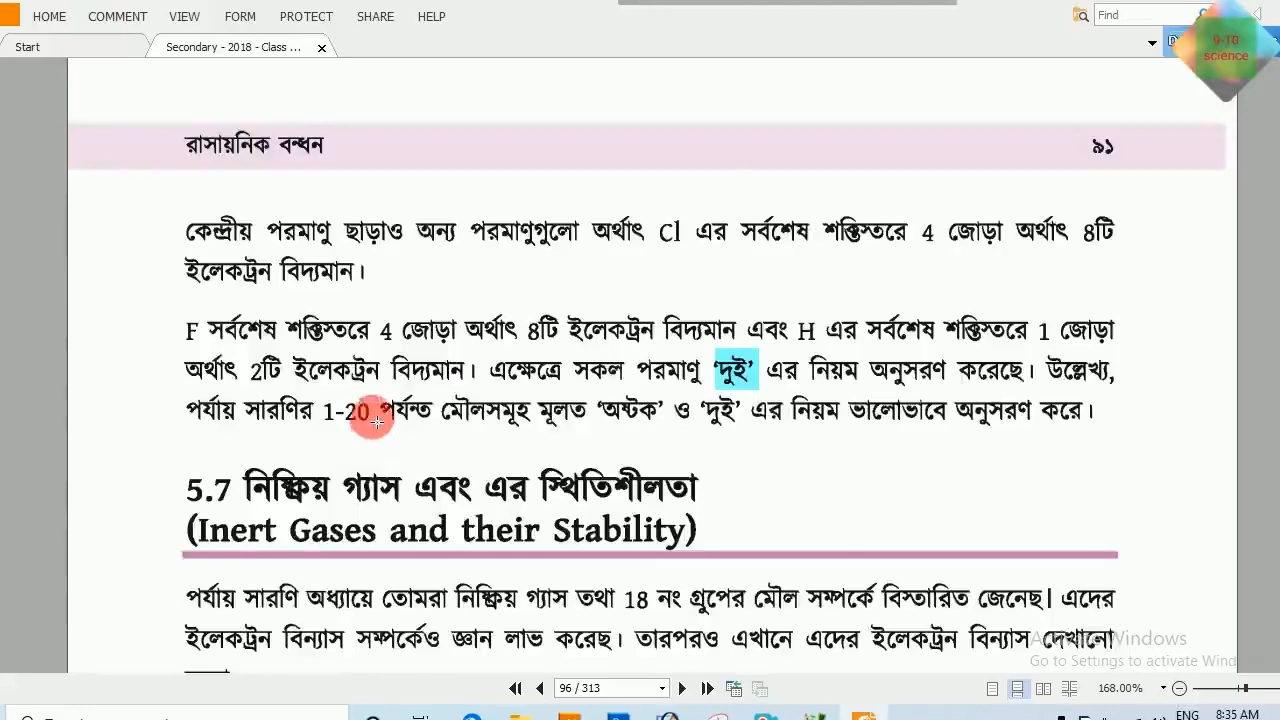 HOME COMMENT VIEW FORM PROTECT SHARE HELP
Find
Start
Secondary - 2018 - Class ...
9-10
science
রাসায়নিক বন্ধন ৯১
কেন্দ্রীয় পরমাণু ছাড়াও অন্য পরমাণুগুলো অর্থাৎ Cl এর সর্বশেষ শক্তিস্তরে 4 জোড়া অর্থাৎ 8টি
ইলেকট্রন বিদ্যমান।
F সর্বশেষ শক্তিস্তরে 4 জোড়া অর্থাৎ 8টি ইলেকট্রন বিদ্যমান এবং H এর সর্বশেষ শক্তিস্তরে 1 জোড়া
অর্থাৎ 2টি ইলেকট্রন বিদ্যমান। এক্ষেত্রে সকল পরমাণু ‘দুই’ এর নিয়ম অনুসরণ করেছে। উল্লেখ্য,
পর্যায় সারণির 1-20 পর্যন্ত মৌলসমূহ মূলত ‘অষ্টক’ ও ‘দুই’ এর নিয়ম ভালোভাবে অনুসরণ করে।
5.7 নিষ্ক্রিয় গ্যাস এবং এর স্থিতিশীলতা
(Inert Gases and their Stability)
পর্যায় সারণি অধ্যায়ে তোমরা নিষ্ক্রিয় গ্যাস তথা 18 নং গ্রুপের মৌল সম্পর্কে বিস্তারিত জেনেছ। এদের
ইলেকট্রন বিন্যাস সম্পর্কেও জ্ঞান লাভ করেছ। তারপরও এখানে এদের ইলেকট্রন বিন্যাস দেখানো
Activate Windows
Go to Settings to activate Wind
96 / 313
168.00%
ENG 8:35 AM